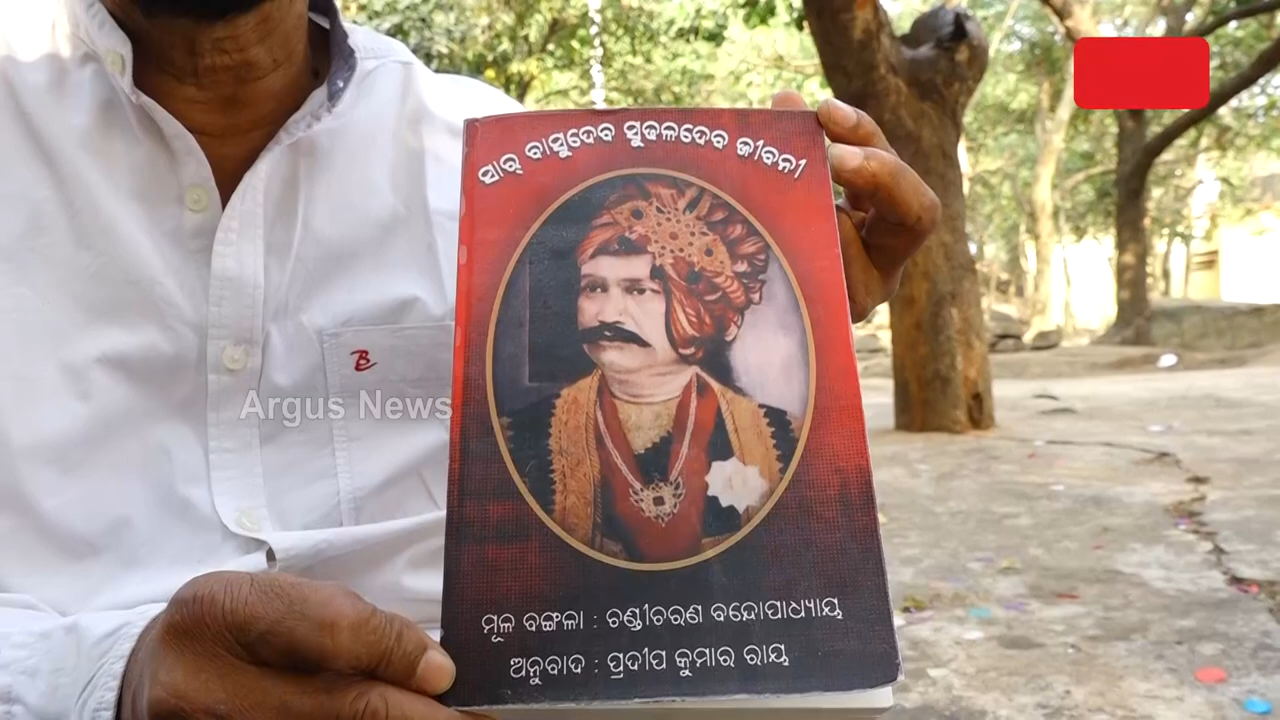 ସାର୍ ବାସୁଦେବ ସୁଢଳଦେବ ଜୀବନୀ
B
Argus News
ମୂଳ ବଙ୍ଗଳା : ଚଣ୍ଡୀଚରଣ ବନ୍ଦୋପାଧ୍ୟାୟ
ଅନୁବାଦ : ପ୍ରଦୀପ କୁମାର ରାୟ